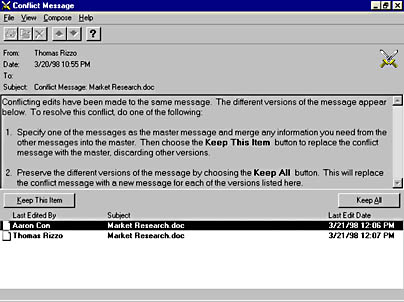 Conflict Message
File View Compose Help
From: Thomas Rizzo
Date: 3/20/98 10:55 PM
To:
Subject: Conflict Message: Market Research.doc
Conflicting edits have been made to the same message. The different versions of the message appear
below. To resolve this conflict, do one of the following:
1. Specify one of the messages as the master message and merge any information you need from the
other messages into the master. Then choose the Keep This Item button to replace the conflict
message with the master, discarding other versions.
2. Preserve the different versions of the message by choosing the Keep All button. This will replace
the conflict message with a new message for each of the versions listed here.
Keep This Item Keep All
Last Edited By Subject Last Edit Date
Aaron Con Market Research.doc 3/21/98 12:06 PM
Thomas Rizzo Market Research.doc 3/21/98 12:07 PM